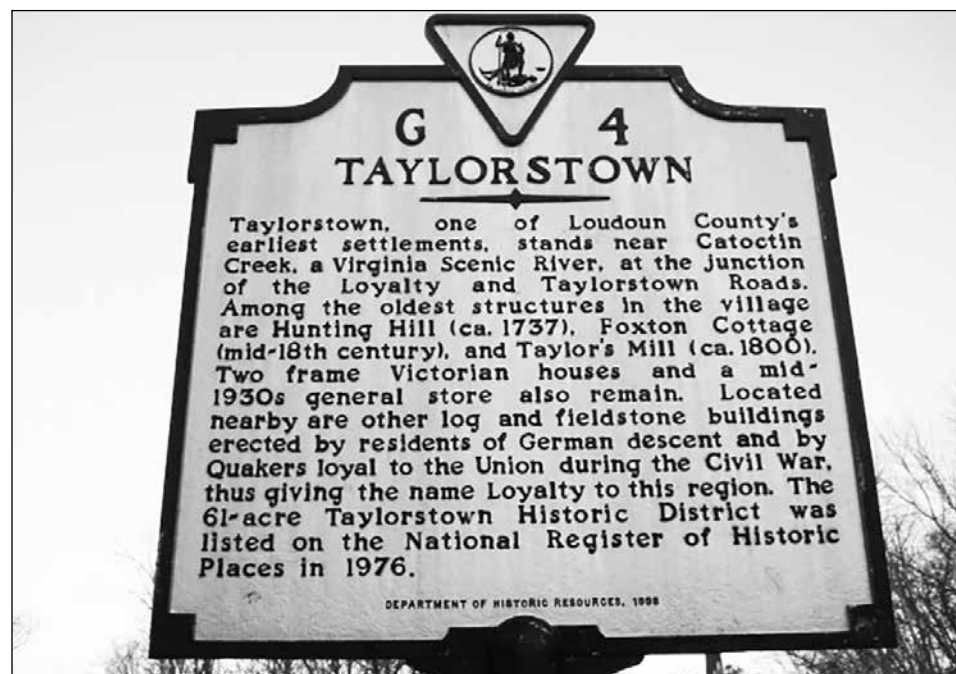 G 4
TAYLORSTOWN
Taylorstown, one of Loudoun County's
earliest settlements, stands near Catoctin
Creek, a Virginia Scenic River, at the junction
of the Loyalty and Taylorstown Roads.
Among the oldest structures in the village
are Hunting Hill (ca. 1737), Foxton Cottage
(mid-18th century), and Taylor's Mill (ca. 1800).
Two frame Victorian houses and a mid-
1930s general store also remain. Located
nearby are other log and fieldstone buildings
erected by residents of German descent and by
Quakers loyal to the Union during the Civil War,
thus giving the name Loyalty to this region. The
61-acre Taylorstown Historic District was
listed on the National Register of Historic
Places in 1976.
DEPARTMENT OF HISTORIC RESOURCES,